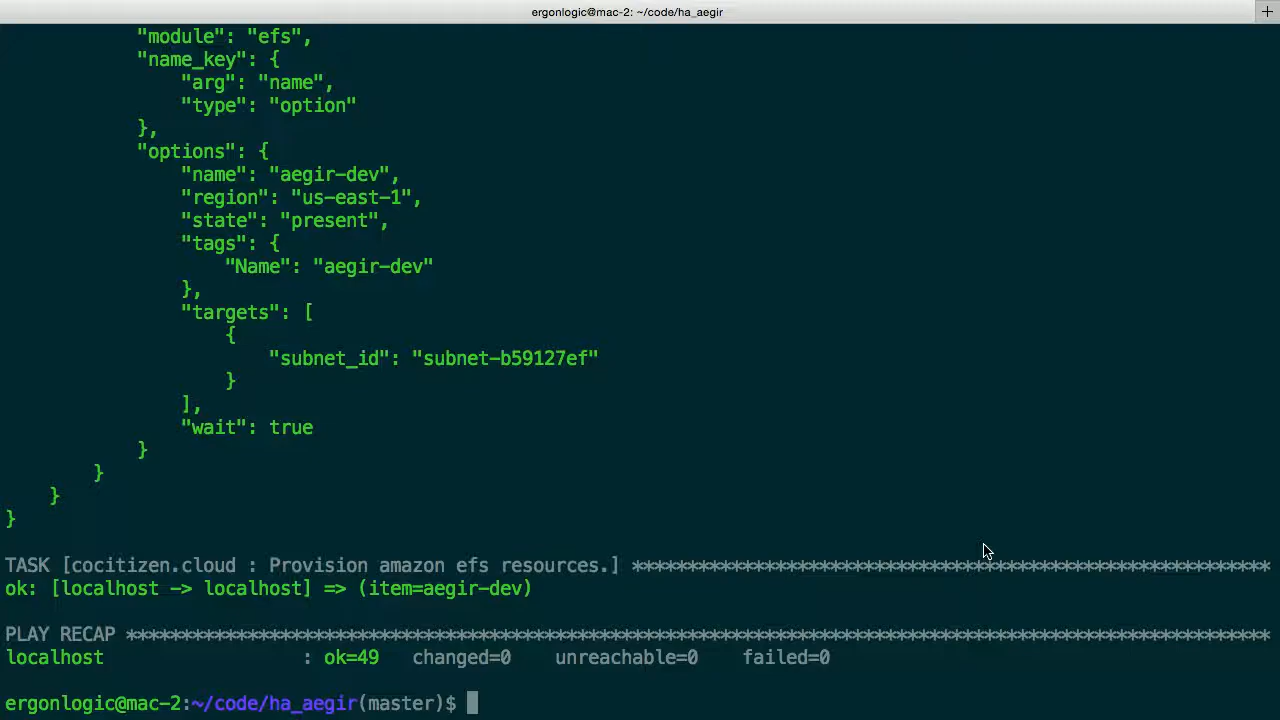 ergonlogic@mac-2: ~/code/ha_aegir
+
"module": "efs",
"name_key": {
"arg": "name",
"type": "option"
},
"options": {
"name": "aegir-dev",
"region": "us-east-1",
"state": "present",
"tags": {
"Name": "aegir-dev"
},
"targets": [
{
"subnet_id": "subnet-b59127ef"
}
],
"wait": true
}
}
}
}
TASK [cocitizen.cloud : Provision amazon efs resources.] **********************************************************
ok: [localhost -> localhost] => (item=aegir-dev)
PLAY RECAP ********************************************************************************************************
localhost : ok=49 changed=0 unreachable=0 failed=0
ergonlogic@mac-2:~/code/ha_aegir(master)$